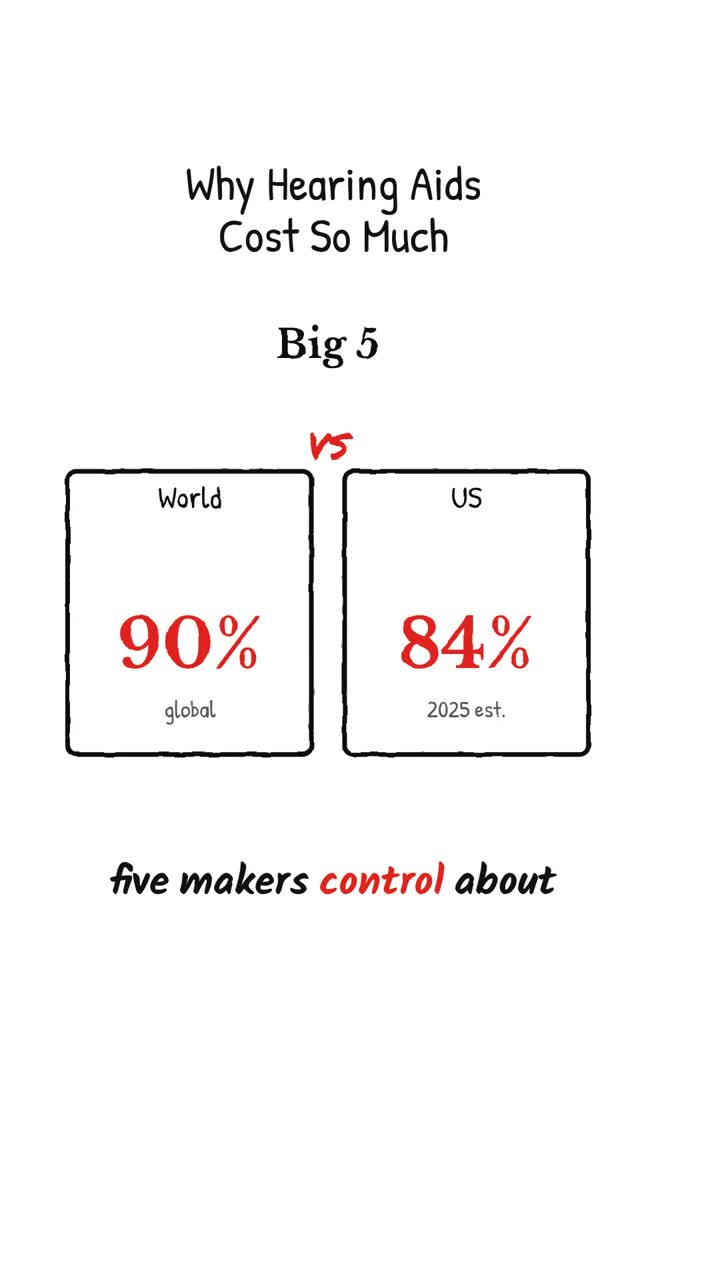 Why Hearing Aids
Cost So Much
Big 5
vs
World
US
90%
84%
global
2025 est.
five makers control about